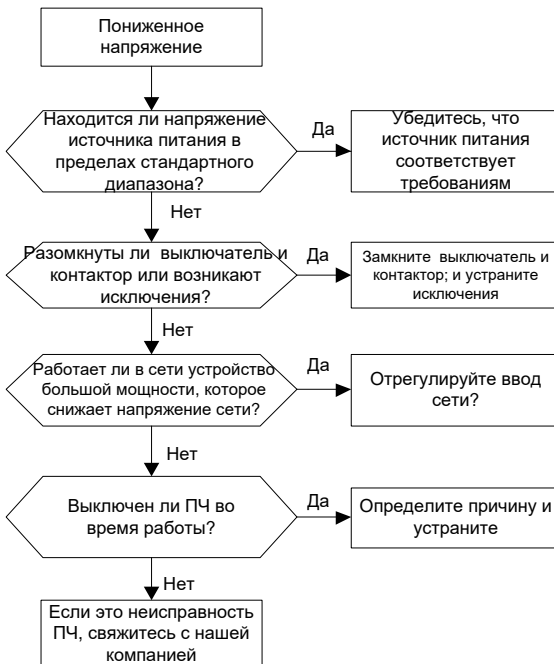 Пониженное
напряжение
Находится ли напряжение
источника питания в
пределах стандартного
диапазона?
Да
Убедитесь, что
источник питания
соответствует
требованиям
Нет
Разомкнуты ли выключатель и
контактор или возникают
исключения?
Да
Замкните выключатель и
контактор; и устраните
исключения
Нет
Работает ли в сети устройство
большой мощности, которое
снижает напряжение сети?
Да
Отрегулируйте ввод
сети?
Нет
Выключен ли ПЧ во
время работы?
Да
Определите причину и
устраните
Нет
Если это неисправность
ПЧ, свяжитесь с нашей
компанией